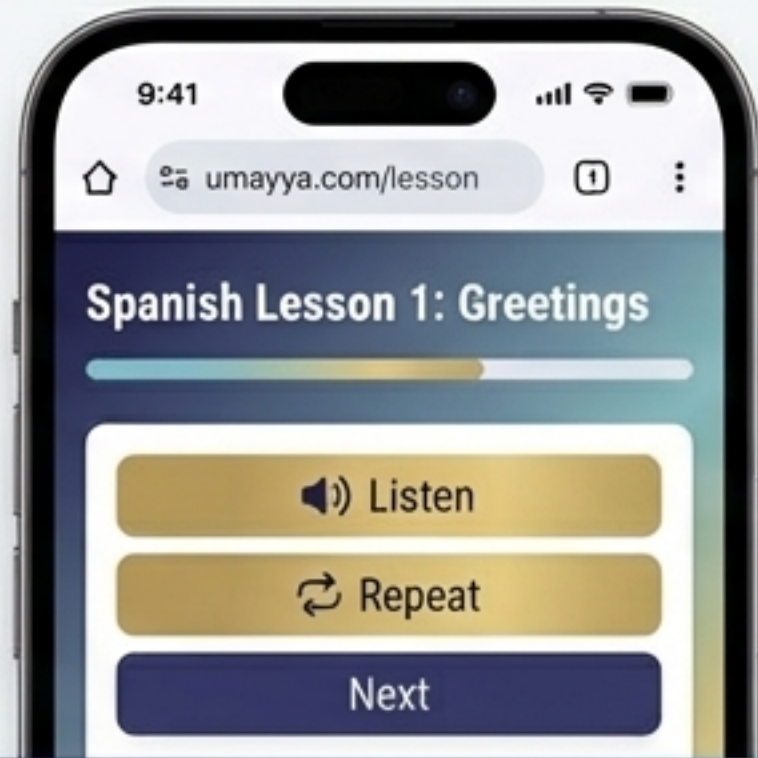 9:41
umayya.com/lesson
1
Spanish Lesson 1: Greetings
Listen
Repeat
Next